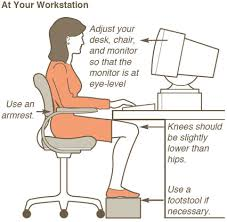 At Your Workstation
Adjust your
desk, chair,
and monitor
so that the
monitor is at
eye-level
Use an
armrest.
Knees should
be slightly
lower than
hips.
Use a
footstool if
necessary.